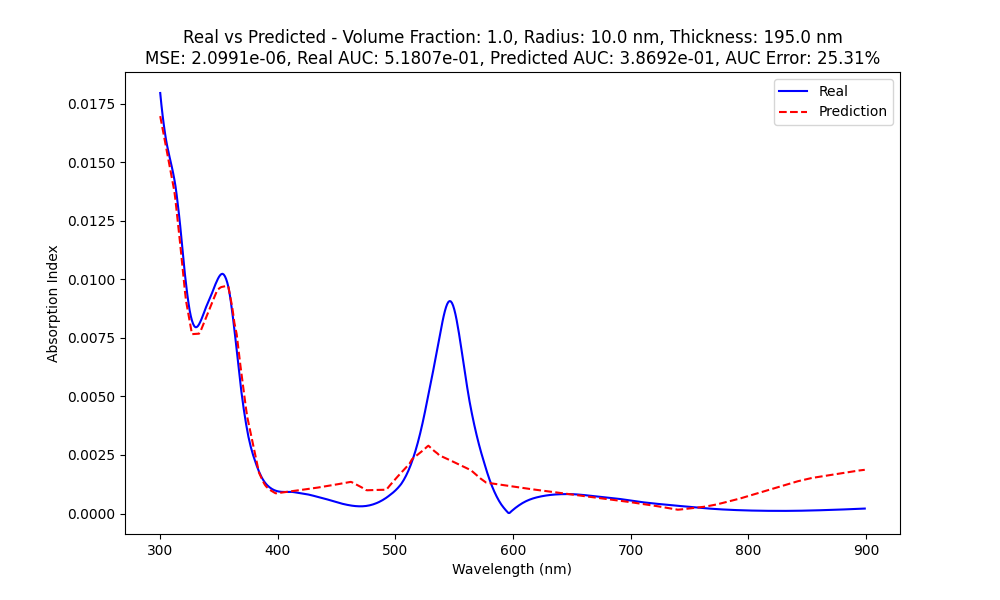 Real vs Predicted - Volume Fraction: 1.0, Radius: 10.0 nm, Thickness: 195.0 nm
MSE: 2.0991e-06, Real AUC: 5.1807e-01, Predicted AUC: 3.8692e-01, AUC Error: 25.31%
Real
Prediction
Absorption Index
0.0175
0.0150
0.0125
0.0100
0.0075
0.0050
0.0025
0.0000
300 400 500 600 700 800 900
Wavelength (nm)